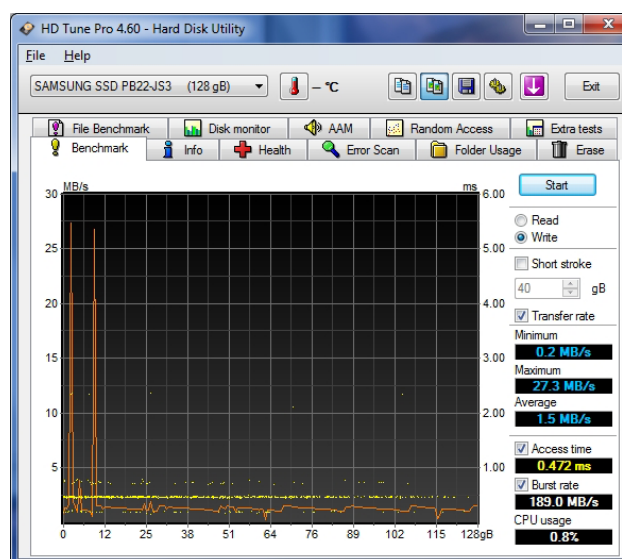 HD Tune Pro 4.60 - Hard Disk Utility
File Help
SAMSUNG SSD PB22-JS3 (128 gB) – °C Exit
File Benchmark Disk monitor AAM Random Access Extra tests
Benchmark Info Health Error Scan Folder Usage Erase
MB/s ms
Start
30 6.00
25 5.00
20 4.00
15 3.00
10 2.00
5 1.00
0 12 25 38 51 64 76 89 102 115 128gB
Read
Write
Short stroke
40 gB
Transfer rate
Minimum
0.2 MB/s
Maximum
27.3 MB/s
Average
1.5 MB/s
Access time
0.472 ms
Burst rate
189.0 MB/s
CPU usage
0.8%